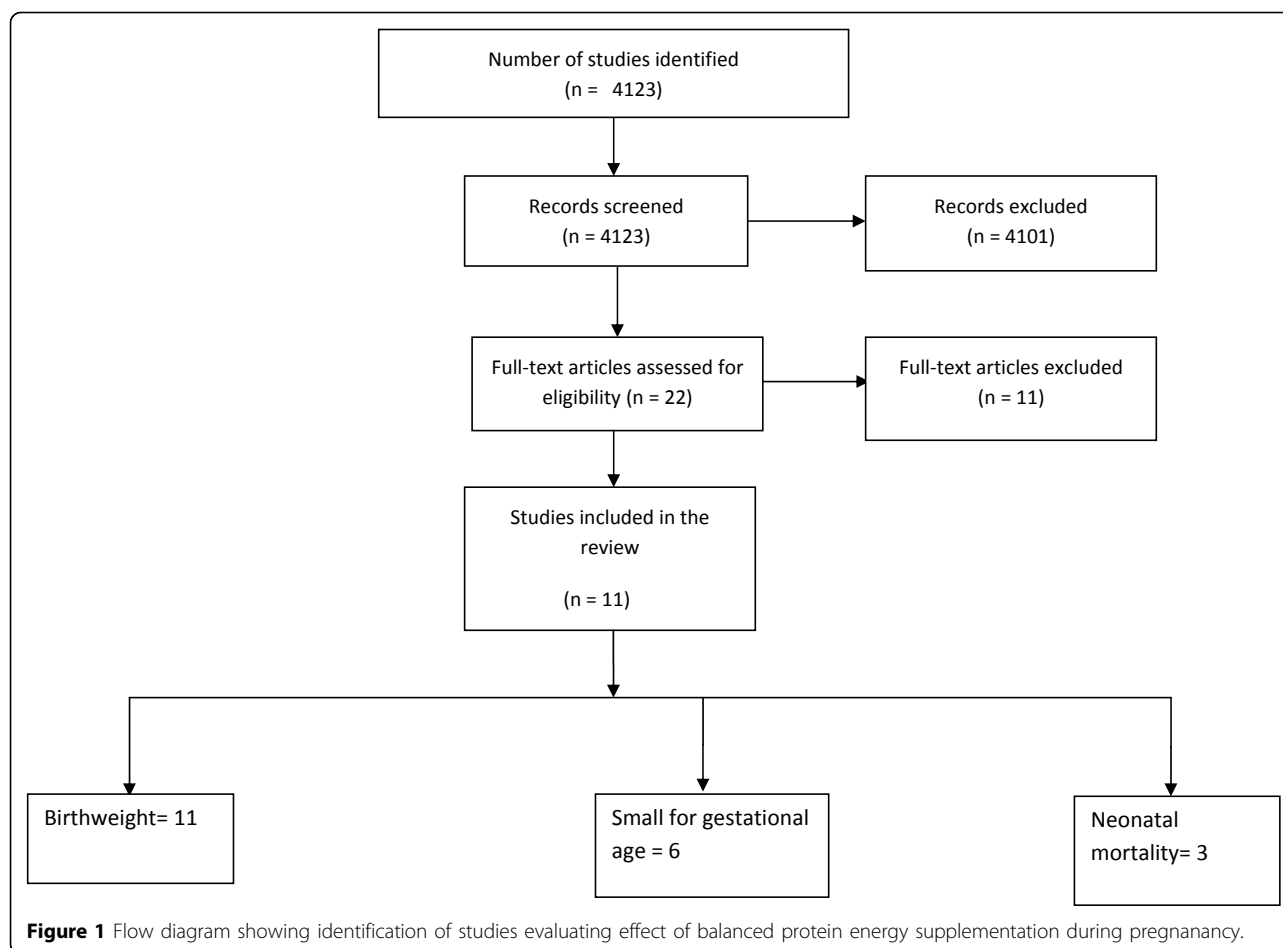 Number of studies identified
(n = 4123)
Records screened
(n = 4123)
Records excluded
(n = 4101)
Full-text articles assessed for
eligibility (n = 22)
Full-text articles excluded
(n = 11)
Studies included in the
review
(n = 11)
Birthweight= 11
Small for gestational
age = 6
Neonatal
mortality= 3
Figure 1 Flow diagram showing identification of studies evaluating effect of balanced protein energy supplementation during pregnanancy.